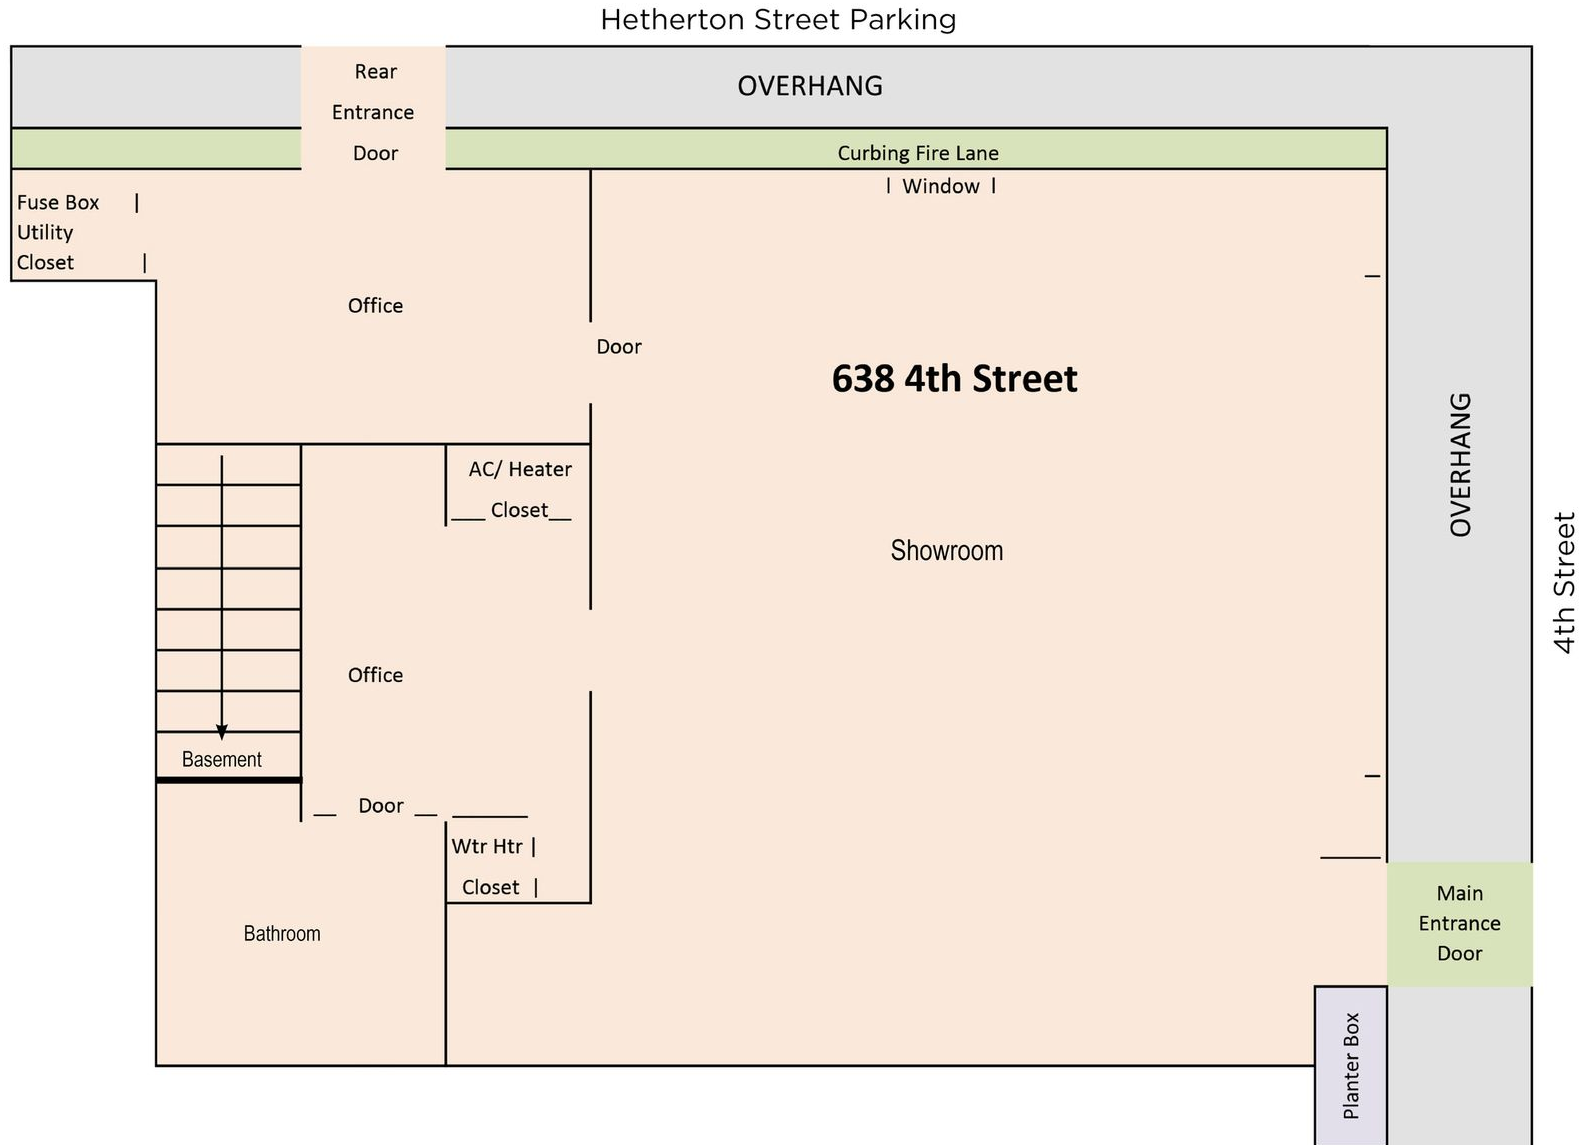 Hetherton Street Parking
Rear
Entrance
Door
OVERHANG
Curbing Fire Lane
Window
Fuse Box
Utility
Closet
Office
Door
638 4th Street
OVERHANG
4th Street
AC/ Heater
Closet
Showroom
Office
Basement
Door
Wtr Htr
Closet
Bathroom
Main
Entrance
Door
Planter Box